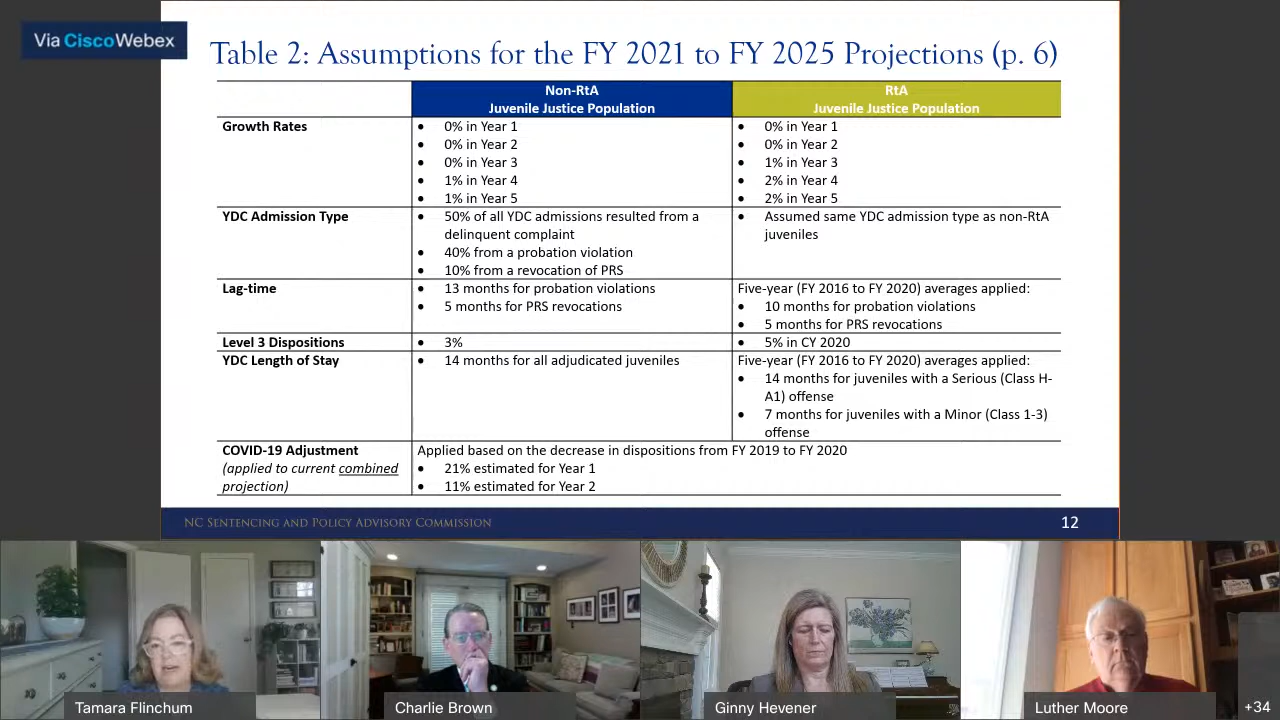 Via Cisco Webex
Table 2: Assumptions for the FY 2021 to FY 2025 Projections (p. 6)
Non-RtA
Juvenile Justice Population
RtA
Juvenile Justice Population
Growth Rates
• 0% in Year 1
• 0% in Year 2
• 0% in Year 3
• 1% in Year 4
• 1% in Year 5
• 0% in Year 1
• 0% in Year 2
• 1% in Year 3
• 2% in Year 4
• 2% in Year 5
YDC Admission Type
• 50% of all YDC admissions resulted from a
delinquent complaint
• 40% from a probation violation
• 10% from a revocation of PRS
• Assumed same YDC admission type as non-RtA
juveniles
Lag-time
• 13 months for probation violations
• 5 months for PRS revocations
Five-year (FY 2016 to FY 2020) averages applied:
• 10 months for probation violations
• 5 months for PRS revocations
Level 3 Dispositions
• 3%
• 5% in CY 2020
YDC Length of Stay
• 14 months for all adjudicated juveniles
Five-year (FY 2016 to FY 2020) averages applied:
• 14 months for juveniles with a Serious (Class H-
A1) offense
• 7 months for juveniles with a Minor (Class 1-3)
offense
COVID-19 Adjustment
(applied to current combined
projection)
Applied based on the decrease in dispositions from FY 2019 to FY 2020
• 21% estimated for Year 1
• 11% estimated for Year 2
NC Sentencing and Policy Advisory Commission
12
Tamara Flinchum
Charlie Brown
Ginny Hevener
Luther Moore
+34